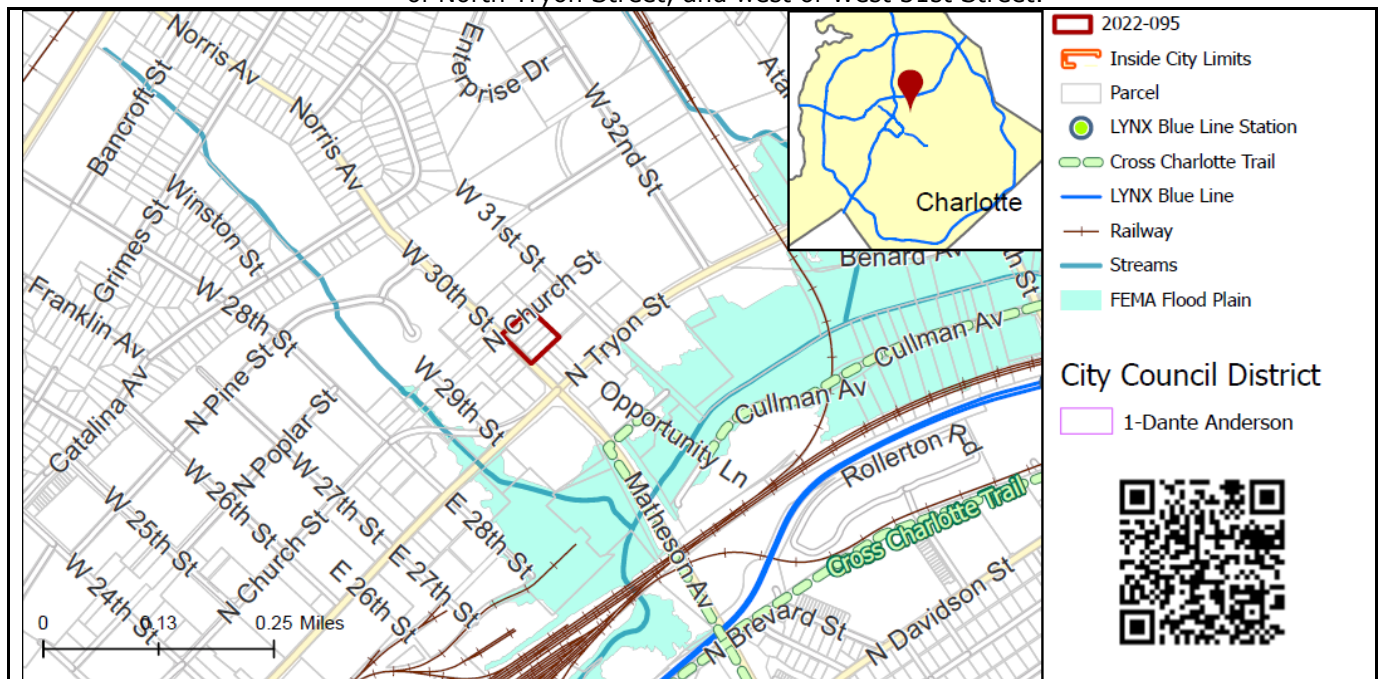 of North Tryon Street, and west of West 31st Street.
Norris Av
Enterprise Dr
Bancroft St
W 32nd St
Norris Av
Winston St
W 31st St
Grimes St
W 30th St
N Church St
Franklin Av
W 28th St
N Tryon St
N Pine St
W 29th St
Opportunity Ln
Catalina Av
N Poplar St
W 27th St
W 26th St
W 25th St
N Church St
W 24th St
E 28th St
E 27th St
E 26th St
Matheson Av
Benard Av
Cullman Av
Cullman Av
Rollerton Rd
Cross Charlotte Trail
N Brevard St
N Davidson St
0 0.13 0.25 Miles
Charlotte
2022-095
Inside City Limits
Parcel
LYNX Blue Line Station
Cross Charlotte Trail
LYNX Blue Line
Railway
Streams
FEMA Flood Plain
City Council District
1-Dante Anderson